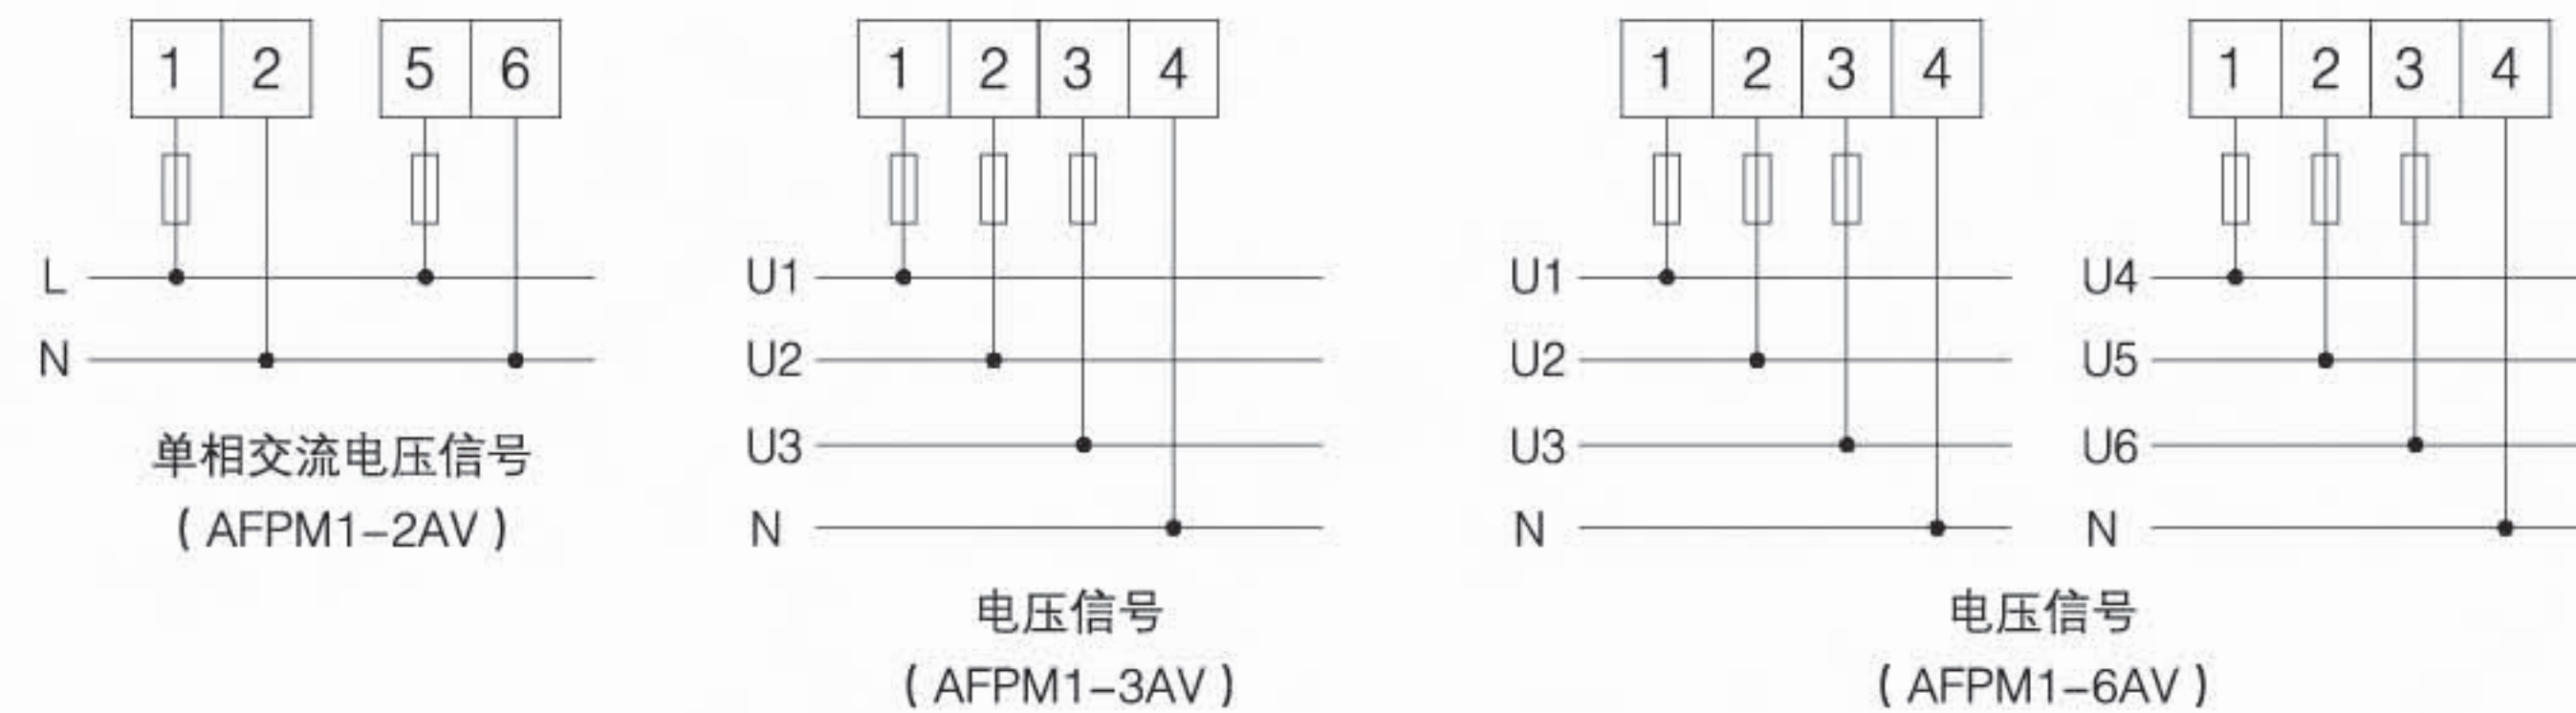 1 2 5 6
L
N
单相交流电压信号
( AFPM1-2AV )
1 2 3 4
U1
U2
U3
N
电压信号
( AFPM1-3AV )
1 2 3 4
U1
U2
U3
N
1 2 3 4
U4
U5
U6
N
电压信号
( AFPM1-6AV )